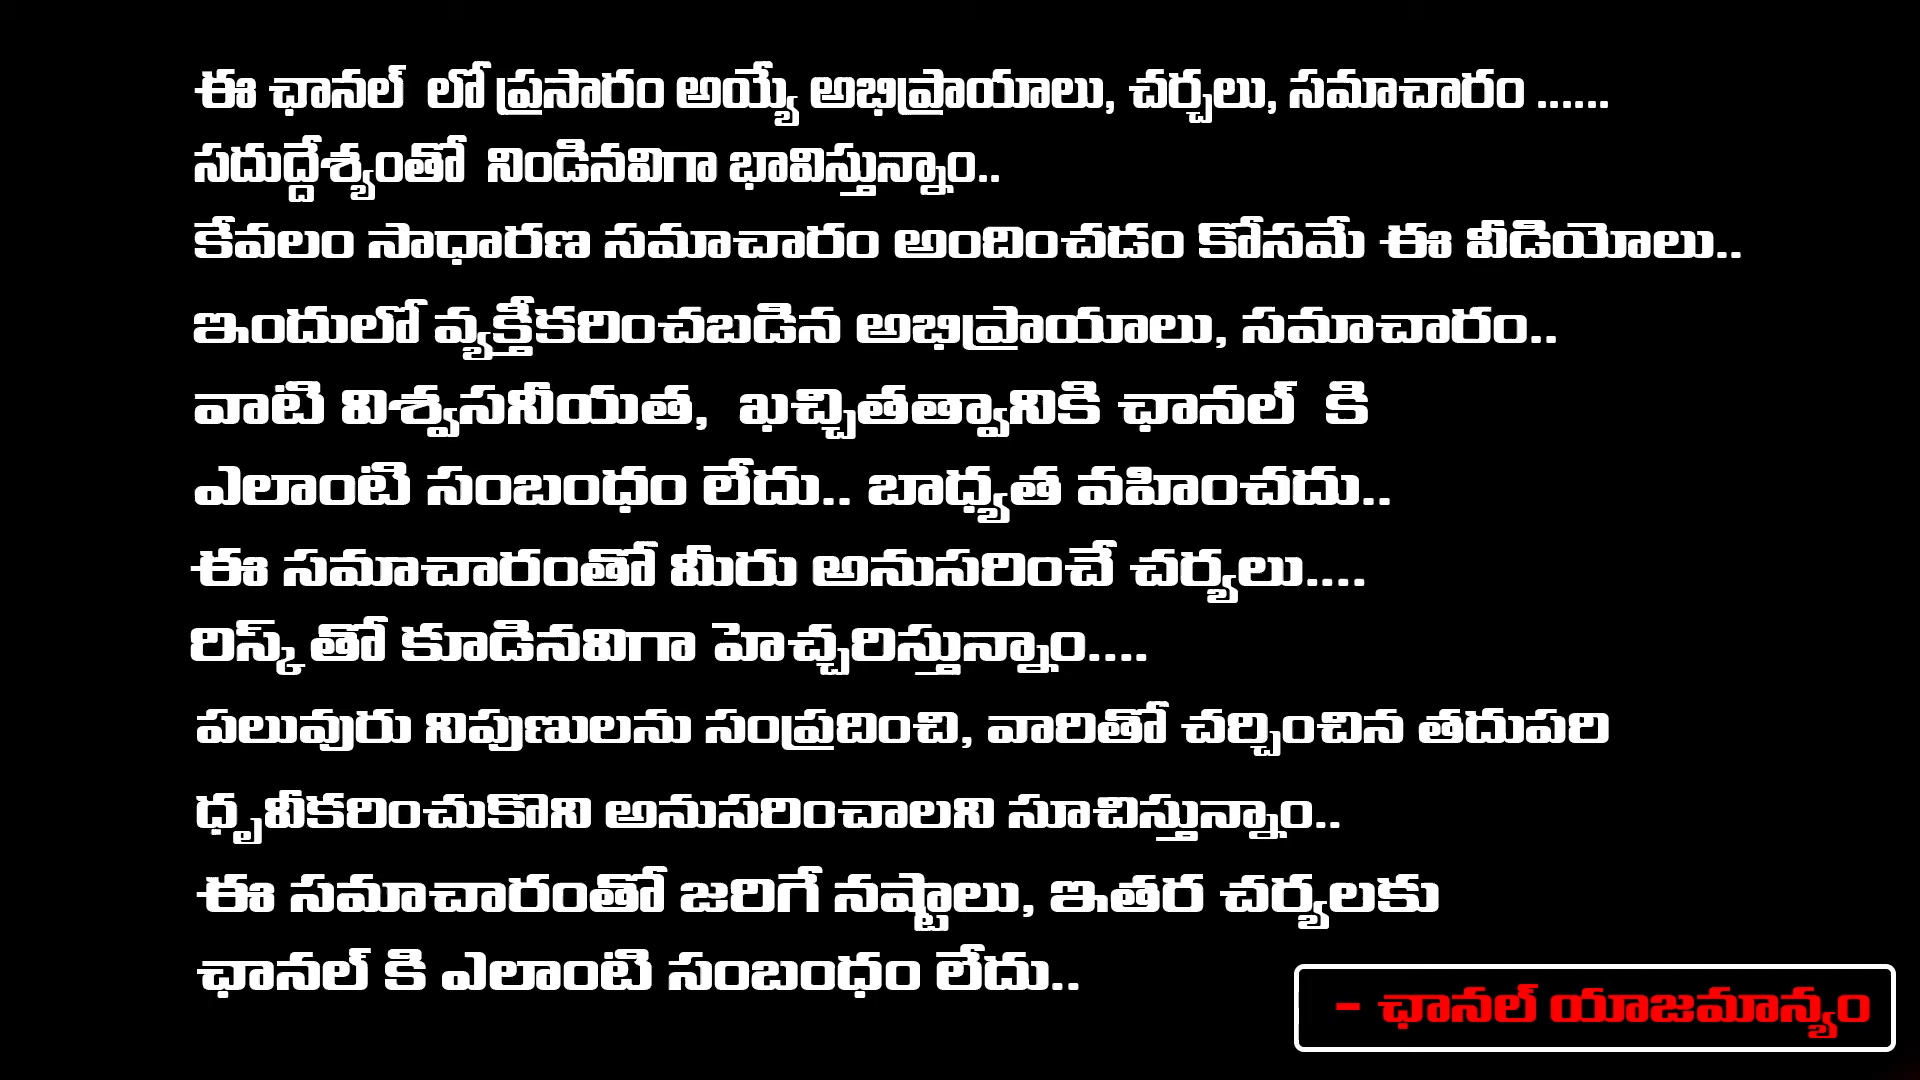 ఈ ఛానల్ లో ప్రసారం అయ్యే అభిప్రాయాలు, చర్చలు, సమాచారం ......
సదుద్దేశ్యంతో నిండినవిగా భావిస్తున్నాం..
కేవలం సాధారణ సమాచారం అందించడం కోసమే ఈ వీడియోలు..
ఇందులో వ్యక్తీకరించబడిన అభిప్రాయాలు, సమాచారం..
వాటి విశ్వసనీయత, ఖచ్చితత్వానికి ఛానల్ కి
ఎలాంటి సంబంధం లేదు.. బాధ్యత వహించదు..
ఈ సమాచారంతో మీరు అనుసరించే చర్యలు....
రిస్క్ తో కూడినవిగా హెచ్చరిస్తున్నాం....
పలువురు నిపుణులను సంప్రదించి, వారితో చర్చించిన తదుపరి
ధృవీకరించుకొని అనుసరించాలని సూచిస్తున్నాం..
ఈ సమాచారంతో జరిగే నష్టాలు, ఇతర చర్యలకు
ఛానల్ కి ఎలాంటి సంబంధం లేదు..
- ఛానల్ యాజమాన్యం